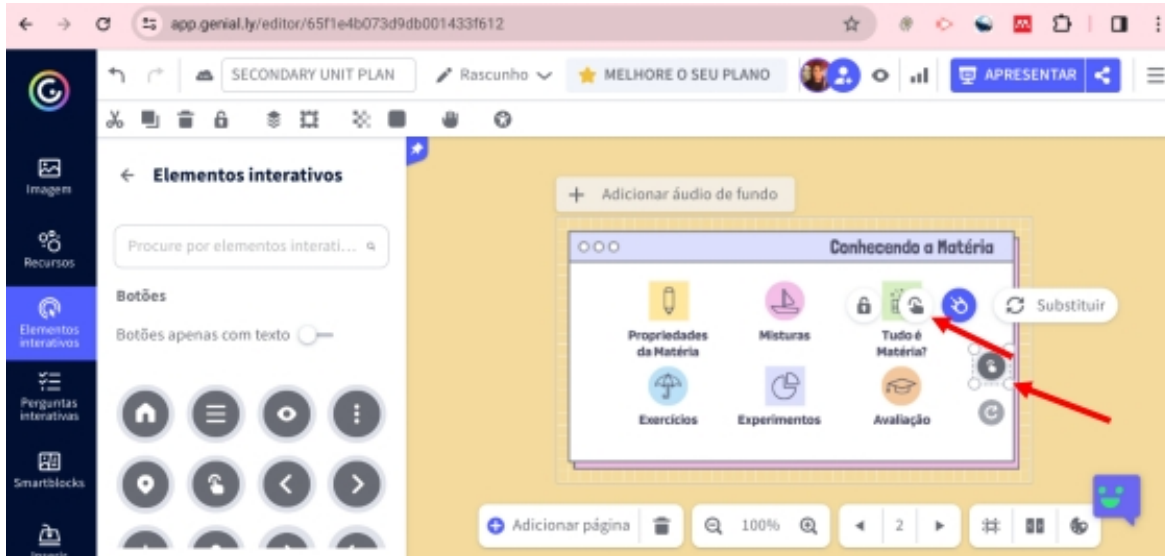 app.genial.ly/editor/65f1e4b073d9db001433f612
SECONDARY UNIT PLAN
Rascunho
MELHORE O SEU PLANO
APRESENTAR
Imagem
Recursos
Elementos
interativos
Perguntas
interativas
Smartblocks
Elementos interativos
Procure por elementos interati...
Botões
Botões apenas com texto
Adicionar áudio de fundo
Conhecendo a Matéria
Substituir
Propriedades
da Matéria
Misturas
Tudo é
Matéria?
Exercícios
Experimentos
Avaliação
Adicionar página
100%
2